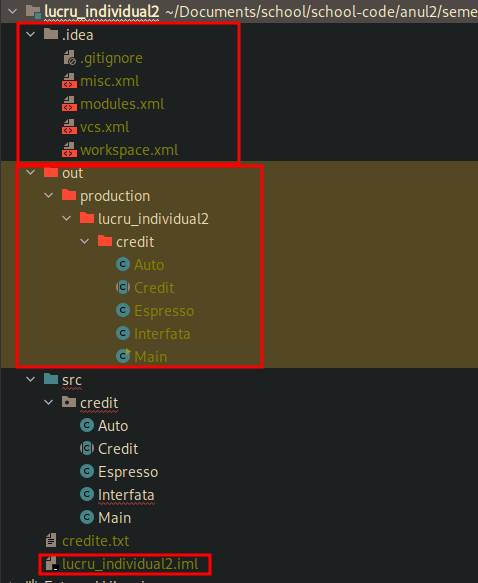 lucru_individual2 ~/Documents/school/school-code/anul2/seme
.idea
.gitignore
misc.xml
modules.xml
vcs.xml
workspace.xml
out
production
lucru_individual2
credit
Auto
Credit
Espresso
Interfata
Main
src
credit
Auto
Credit
Espresso
Interfata
Main
credite.txt
lucru_individual2.iml